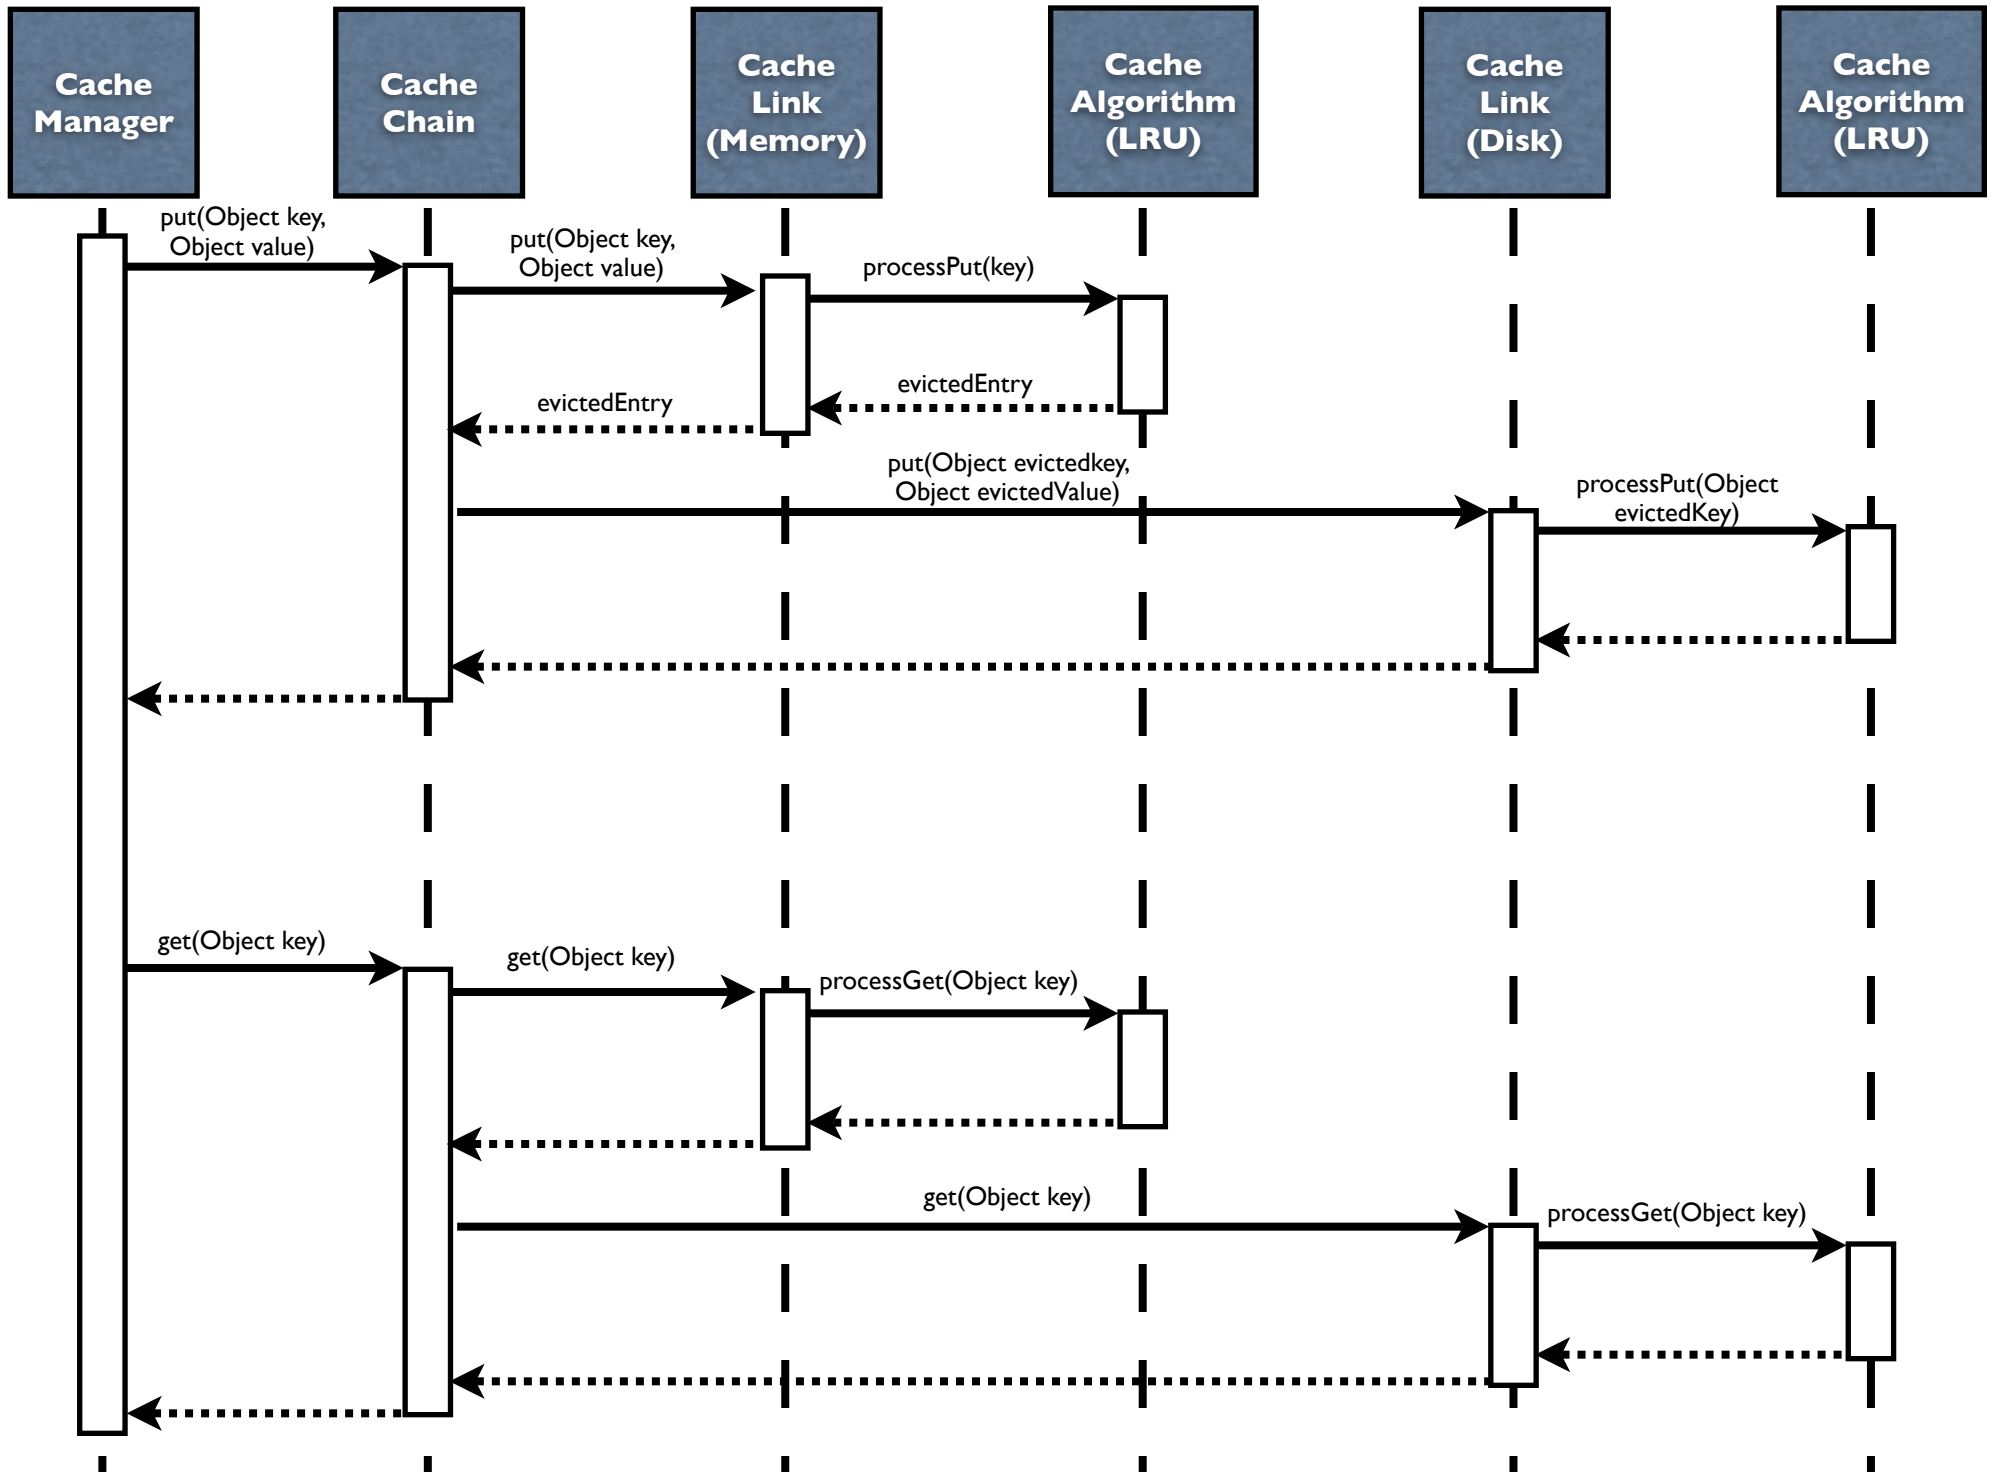 Cache
Manager
Cache
Chain
Cache
Link
(Memory)
Cache
Algorithm
(LRU)
Cache
Link
(Disk)
Cache
Algorithm
(LRU)
put(Object key,
Object value)
put(Object key,
Object value)
processPut(key)
evictedEntry
evictedEntry
put(Object evictedkey,
Object evictedValue)
processPut(Object
evictedKey)
get(Object key)
get(Object key)
processGet(Object key)
get(Object key)
processGet(Object key)